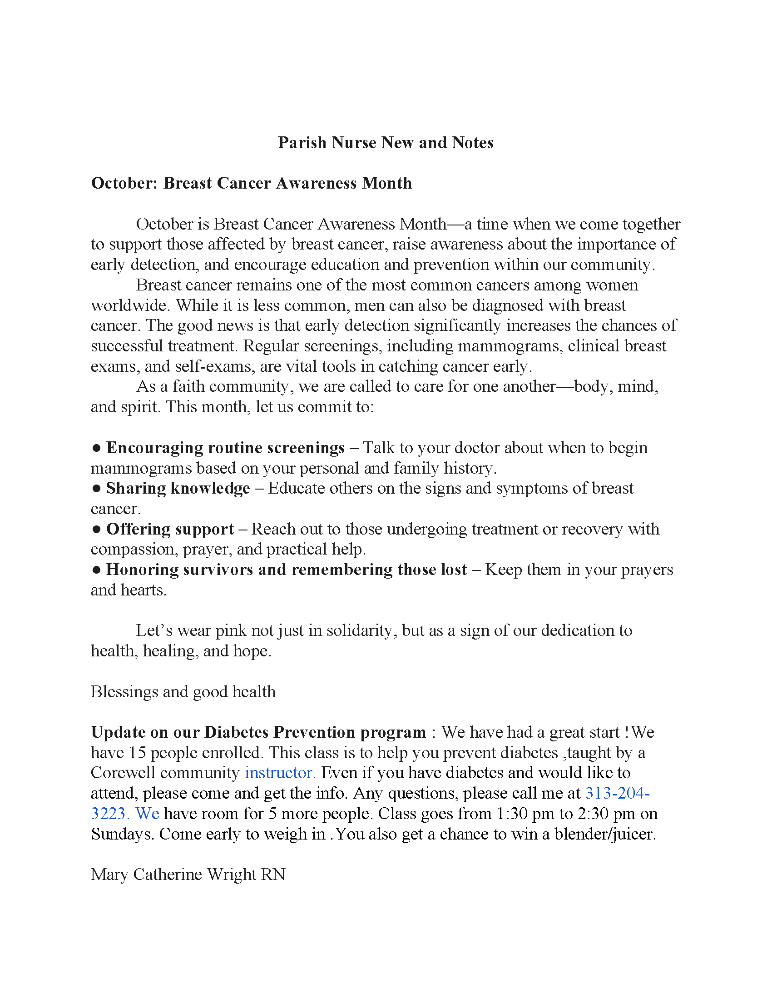 Parish Nurse New and Notes
October: Breast Cancer Awareness Month
October is Breast Cancer Awareness Month—a time when we come together
to support those affected by breast cancer, raise awareness about the importance of
early detection, and encourage education and prevention within our community.
Breast cancer remains one of the most common cancers among women
worldwide. While it is less common, men can also be diagnosed with breast
cancer. The good news is that early detection significantly increases the chances of
successful treatment. Regular screenings, including mammograms, clinical breast
exams, and self-exams, are vital tools in catching cancer early.
As a faith community, we are called to care for one another—body, mind,
and spirit. This month, let us commit to:
● Encouraging routine screenings – Talk to your doctor about when to begin
mammograms based on your personal and family history.
● Sharing knowledge – Educate others on the signs and symptoms of breast
cancer.
● Offering support – Reach out to those undergoing treatment or recovery with
compassion, prayer, and practical help.
● Honoring survivors and remembering those lost – Keep them in your prayers
and hearts.
Let’s wear pink not just in solidarity, but as a sign of our dedication to
health, healing, and hope.
Blessings and good health
Update on our Diabetes Prevention program : We have had a great start !We
have 15 people enrolled. This class is to help you prevent diabetes ,taught by a
Corewell community instructor. Even if you have diabetes and would like to
attend, please come and get the info. Any questions, please call me at 313-204-
3223. We have room for 5 more people. Class goes from 1:30 pm to 2:30 pm on
Sundays. Come early to weigh in .You also get a chance to win a blender/juicer.
Mary Catherine Wright RN